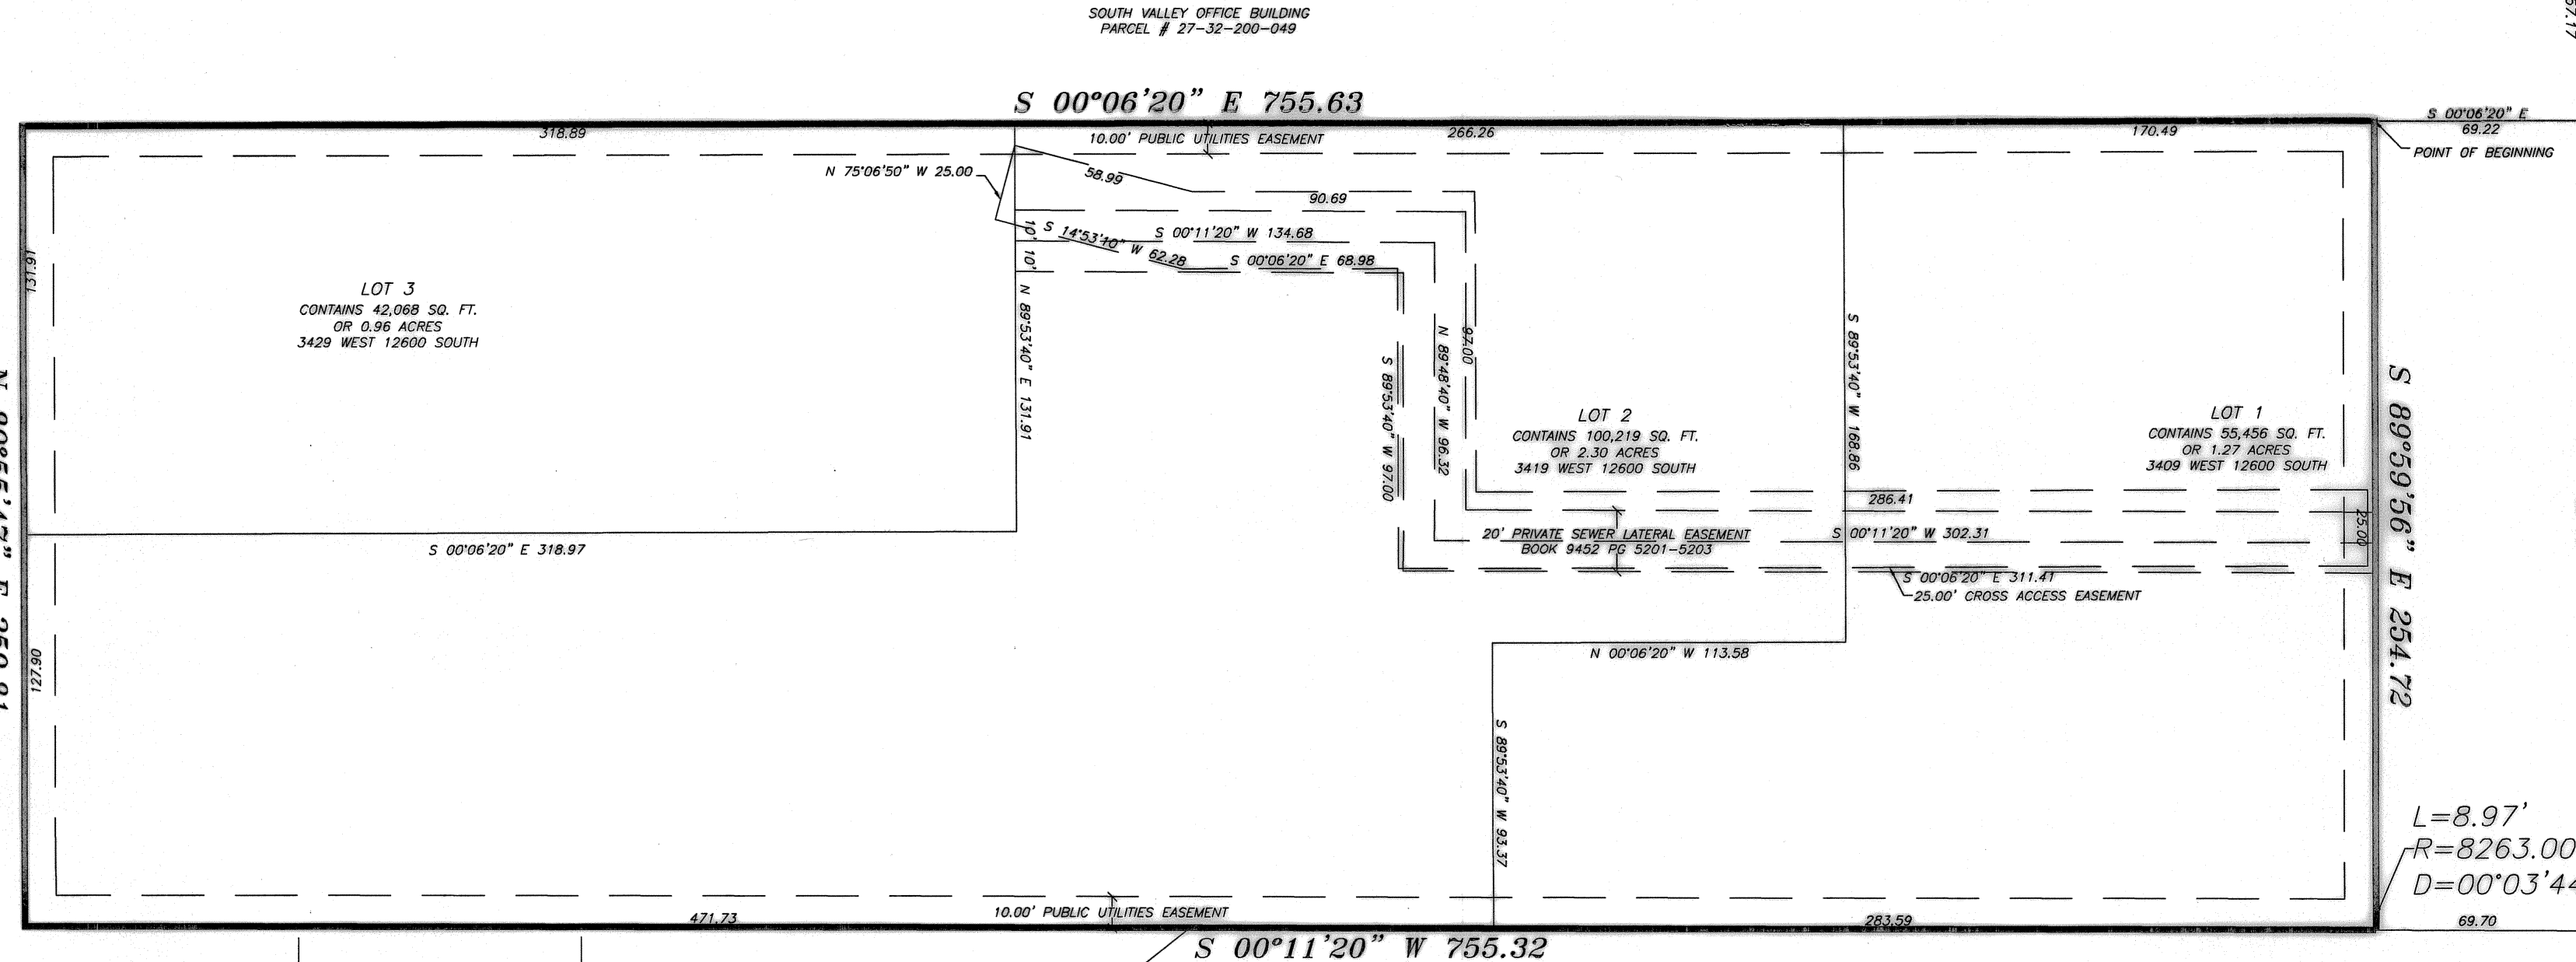 SOUTH VALLEY OFFICE BUILDING
PARCEL # 27-32-200-049
57.17
S 00°06'20" E 755.63
S 00°06'20" E
69.22
POINT OF BEGINNING
318.89
10.00' PUBLIC UTILITIES EASEMENT
266.26
170.49
N 75°06'50" W 25.00
58.99
90.69
10'
10'
S 14°53'10" W 62.28
S 00°11'20" W 134.68
S 00°06'20" E 68.98
131.91
LOT 3
CONTAINS 42,068 SQ. FT.
OR 0.96 ACRES
3429 WEST 12600 SOUTH
N 89°53'40" E 131.91
S 89°53'40" W 97.00
N 89°48'40" W 96.32
97.00
S 89°53'40" W 168.86
LOT 2
CONTAINS 100,219 SQ. FT.
OR 2.30 ACRES
3419 WEST 12600 SOUTH
LOT 1
CONTAINS 55,456 SQ. FT.
OR 1.27 ACRES
3409 WEST 12600 SOUTH
S 89°59'56" E 254.72
286.41
25.00
20' PRIVATE SEWER LATERAL EASEMENT
BOOK 9452 PG 5201-5203
S 00°11'20" W 302.31
S 00°06'20" E 311.41
25.00' CROSS ACCESS EASEMENT
S 00°06'20" E 318.97
127.90
N 00°06'20" W 113.58
S 89°53'40" W 93.37
L=8.97'
R=8263.00
D=00°03'44
471.73
10.00' PUBLIC UTILITIES EASEMENT
283.59
69.70
S 00°11'20" W 755.32